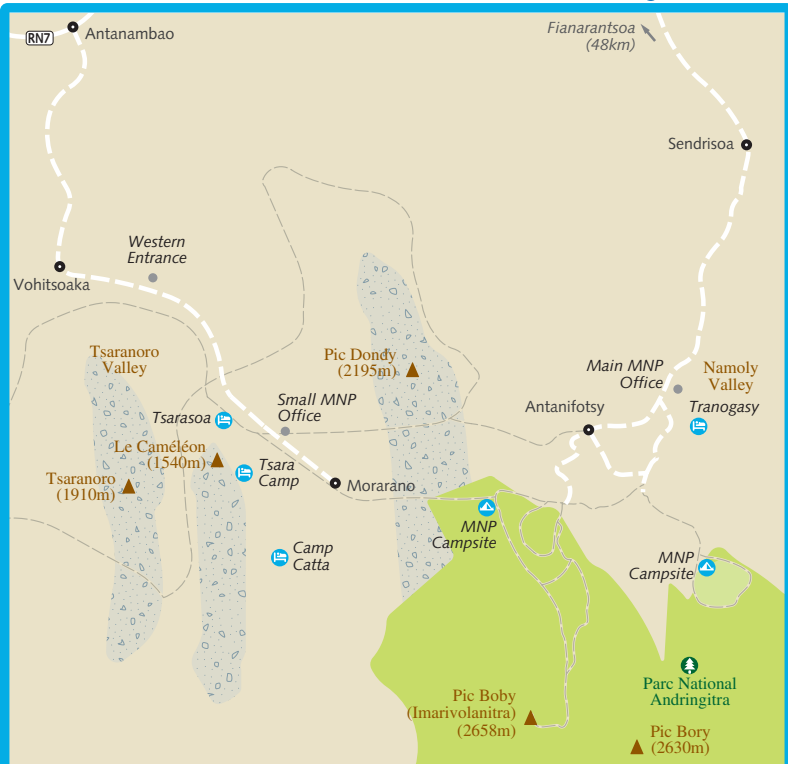 Fianarantsoa
(48km)
RN7
Antanambao
Sendrisoa
Western
Entrance
Vohitsoaka
Tsaranoro
Valley
Pic Dondy
(2195m)
Main MNP
Office
Namoly
Valley
Small MNP
Office
Antanifotsy
Tranogasy
Tsarasoa
Le Caméléon
(1540m)
Tsaranoro
(1910m)
Tsara
Camp
Morarano
MNP
Campsite
Camp
Catta
MNP
Campsite
Parc National
Andringitra
Pic Boby
(Imarivolanitra)
(2658m)
Pic Bory
(2630m)